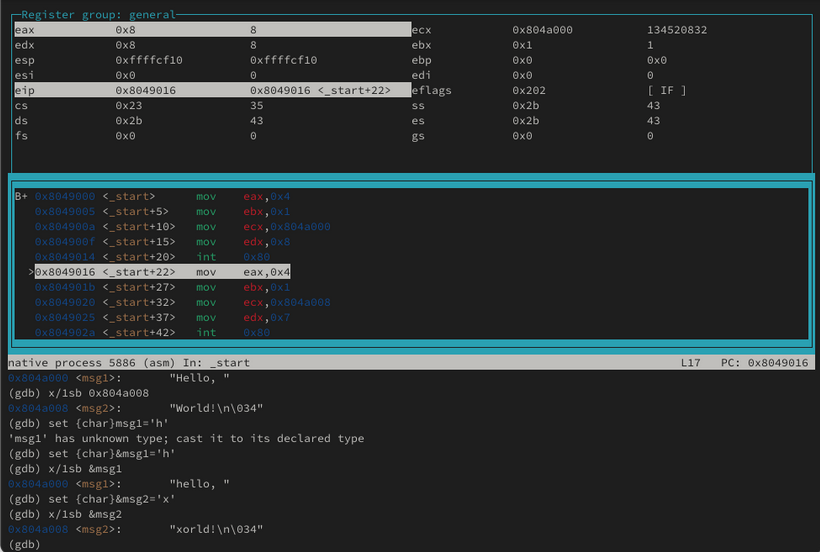 Register group: general
eax 0x8 8 ecx 0x804a000 134520832
edx 0x8 8 ebx 0x1 1
esp 0xffffcf10 0xffffcf10 ebp 0x0 0x0
esi 0x0 0 edi 0x0 0
eip 0x8049016 0x8049016 <_start+22> eflags 0x202 [ IF ]
cs 0x23 35 ss 0x2b 43
ds 0x2b 43 es 0x2b 43
fs 0x0 0 gs 0x0 0
B+ 0x8049000 <_start> mov eax,0x4
0x8049005 <_start+5> mov ebx,0x1
0x804900a <_start+10> mov ecx,0x804a000
0x804900f <_start+15> mov edx,0x8
0x8049014 <_start+20> int 0x80
>0x8049016 <_start+22> mov eax,0x4
0x804901b <_start+27> mov ebx,0x1
0x8049020 <_start+32> mov ecx,0x804a008
0x8049025 <_start+37> mov edx,0x7
0x804902a <_start+42> int 0x80
native process 5886 (asm) In: _start L17 PC: 0x8049016
0x804a000 <msg1>: "Hello, "
(gdb) x/1sb 0x804a008
0x804a008 <msg2>: "World!\n\034"
(gdb) set {char}msg1='h'
'msg1' has unknown type; cast it to its declared type
(gdb) set {char}&msg1='h'
(gdb) x/1sb &msg1
0x804a000 <msg1>: "hello, "
(gdb) set {char}&msg2='x'
(gdb) x/1sb &msg2
0x804a008 <msg2>: "xorld!\n\034"
(gdb)